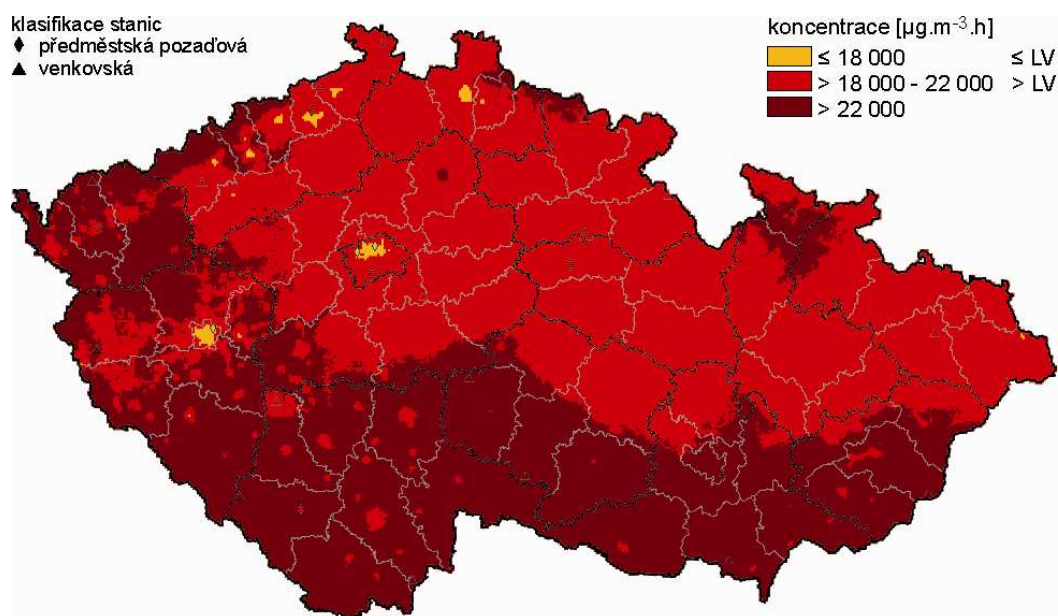 klasifikace stanic
♦ předměstská pozaďová
▲ venkovská
koncentrace [µg.m⁻³.h]
≤ 18 000 ≤ LV
> 18 000 - 22 000 > LV
> 22 000